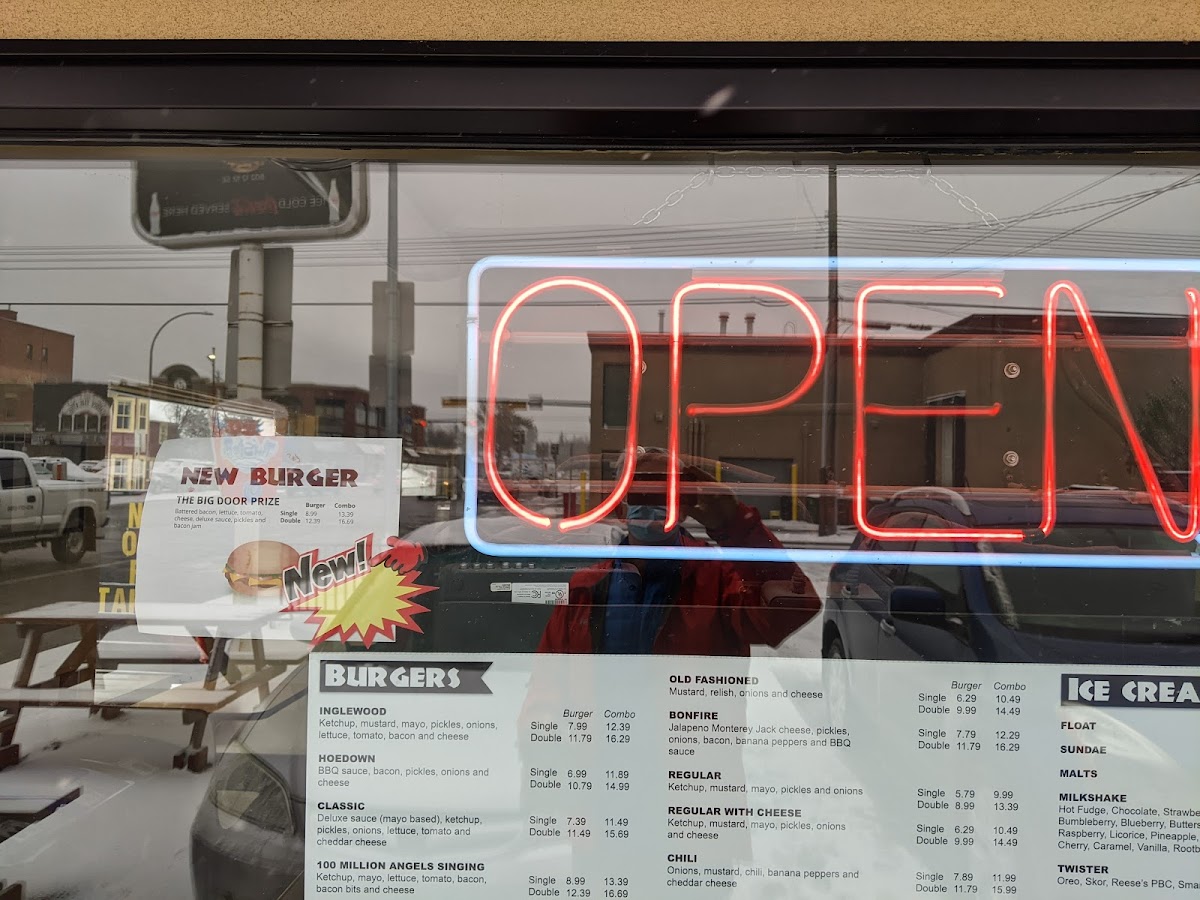 OPEN
NEW BURGER
THE BIG DOOR PRIZE
Burger Combo
Battered bacon, lettuce, tomato, Single 8.99 13.39
cheese, deluxe sauce, pickles and Double 12.39 16.69
bacon jam
New!
BURGERS
Burger Combo
INGLEWOOD
Ketchup, mustard, mayo, pickles, onions, Single 7.99 12.39
lettuce, tomato, bacon and cheese Double 11.79 16.29
HOEDOWN
BBQ sauce, bacon, pickles, onions and Single 6.99 11.89
cheese Double 10.79 14.99
CLASSIC
Deluxe sauce (mayo based), ketchup, Single 7.39 11.49
pickles, onions, lettuce, tomato and Double 11.49 15.69
cheddar cheese
100 MILLION ANGELS SINGING
Ketchup, mayo, lettuce, tomato, bacon, Single 8.99 13.39
bacon bits and cheese Double 12.39 16.69
Burger Combo
OLD FASHIONED
Mustard, relish, onions and cheese Single 6.29 10.49
Double 9.99 14.49
BONFIRE
Jalapeno Monterey Jack cheese, pickles, Single 7.79 12.29
onions, bacon, banana peppers and BBQ Double 11.79 16.29
sauce
REGULAR
Ketchup, mustard, mayo, pickles and onions Single 5.79 9.99
Double 8.99 13.39
REGULAR WITH CHEESE
Ketchup, mustard, mayo, pickles, onions Single 6.29 10.49
and cheese Double 9.99 14.49
CHILI
Onions, mustard, chili, banana peppers and Single 7.89 11.99
cheddar cheese Double 11.79 15.99
ICE CREA
FLOAT
SUNDAE
MALTS
MILKSHAKE
Hot Fudge, Chocolate, Strawbe
Bumbleberry, Blueberry, Butters
Raspberry, Licorice, Pineapple,
Cherry, Caramel, Vanilla, Rootb
TWISTER
Oreo, Skor, Reese's PBC, Sma